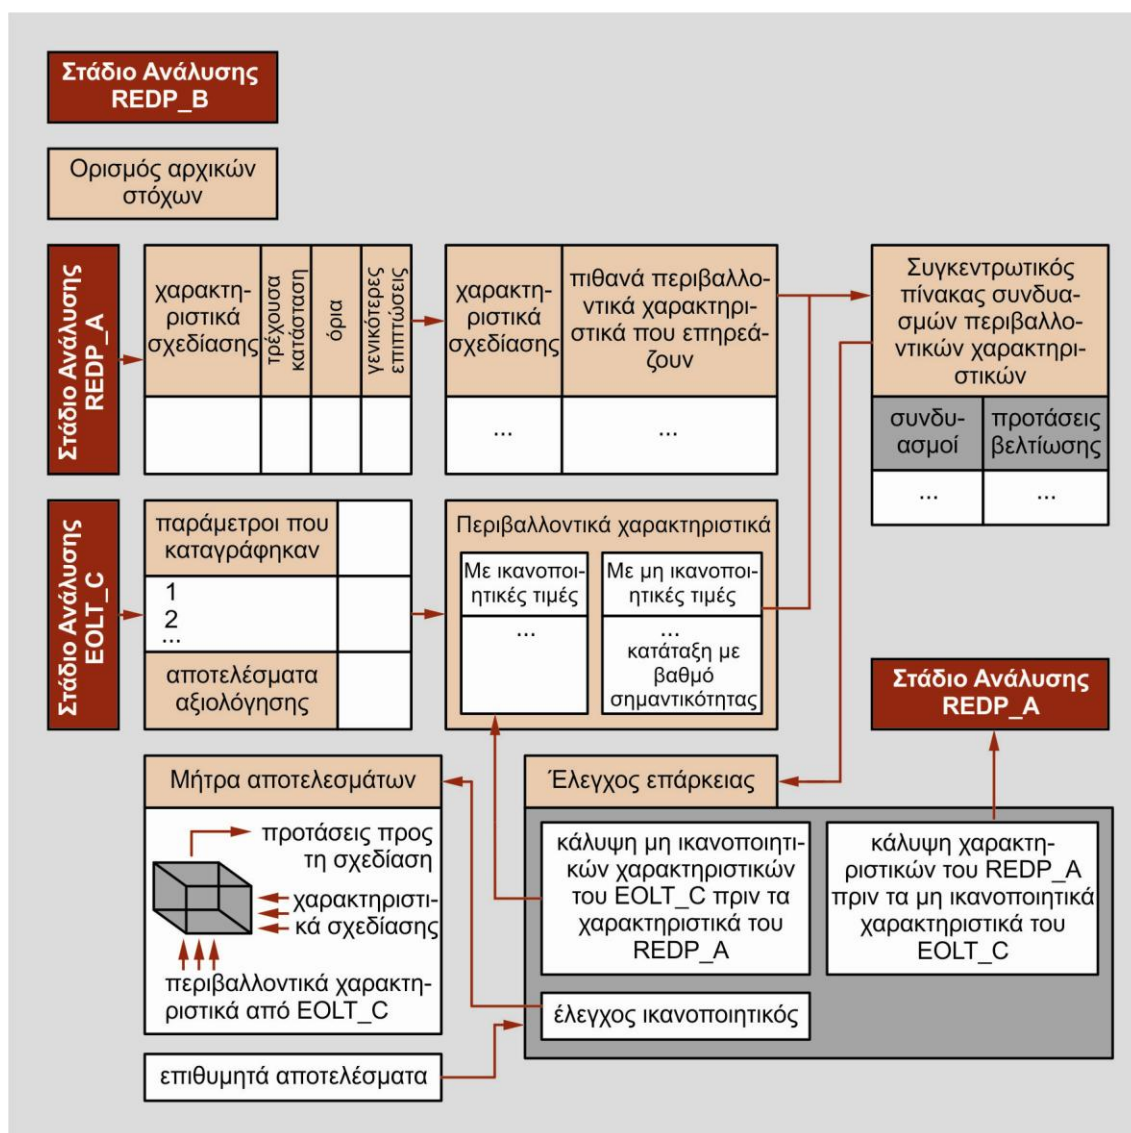 Στάδιο Ανάλυσης
REDP_B
Ορισμός αρχικών
στόχων
Στάδιο Ανάλυσης
REDP_A
χαρακτη-
ριστικά
σχεδίασης
τρέχουσα
κατάσταση
όρια
γενικότερες
επιπτώσεις
χαρακτη-
ριστικά
σχεδίασης
πιθανά περιβαλλο-
ντικά χαρακτηρι-
στικά που επηρεά-
ζουν
...
...
Συγκεντρωτικός
πίνακας συνδυα-
σμών περιβαλλο-
ντικών χαρακτηρι-
στικών
συνδυ-
ασμοί
προτάσεις
βελτίωσης
...
...
Στάδιο Ανάλυσης
EOLT_C
παράμετροι που
καταγράφηκαν
1
2
...
αποτελέσματα
αξιολόγησης
Περιβαλλοντικά χαρακτηριστικά
Με ικανοποι-
ητικές τιμές
...
Με μη ικανοποι-
ητικές τιμές
...
κατάταξη με
βαθμό
σημαντικότητας
Στάδιο Ανάλυσης
REDP_A
Μήτρα αποτελεσμάτων
προτάσεις προς
τη σχεδίαση
χαρακτηριστι-
κά σχεδίασης
περιβαλλοντικά χαρακτη-
ριστικά από EOLT_C
Έλεγχος επάρκειας
κάλυψη μη ικανοποιητι-
κών χαρακτηριστικών
του EOLT_C πριν τα
χαρακτηριστικά του
REDP_A
κάλυψη χαρακτη-
ριστικών του REDP_A
πριν τα μη ικανοποιητικά
χαρακτηριστικά του
EOLT_C
έλεγχος ικανοποιητικός
επιθυμητά αποτελέσματα